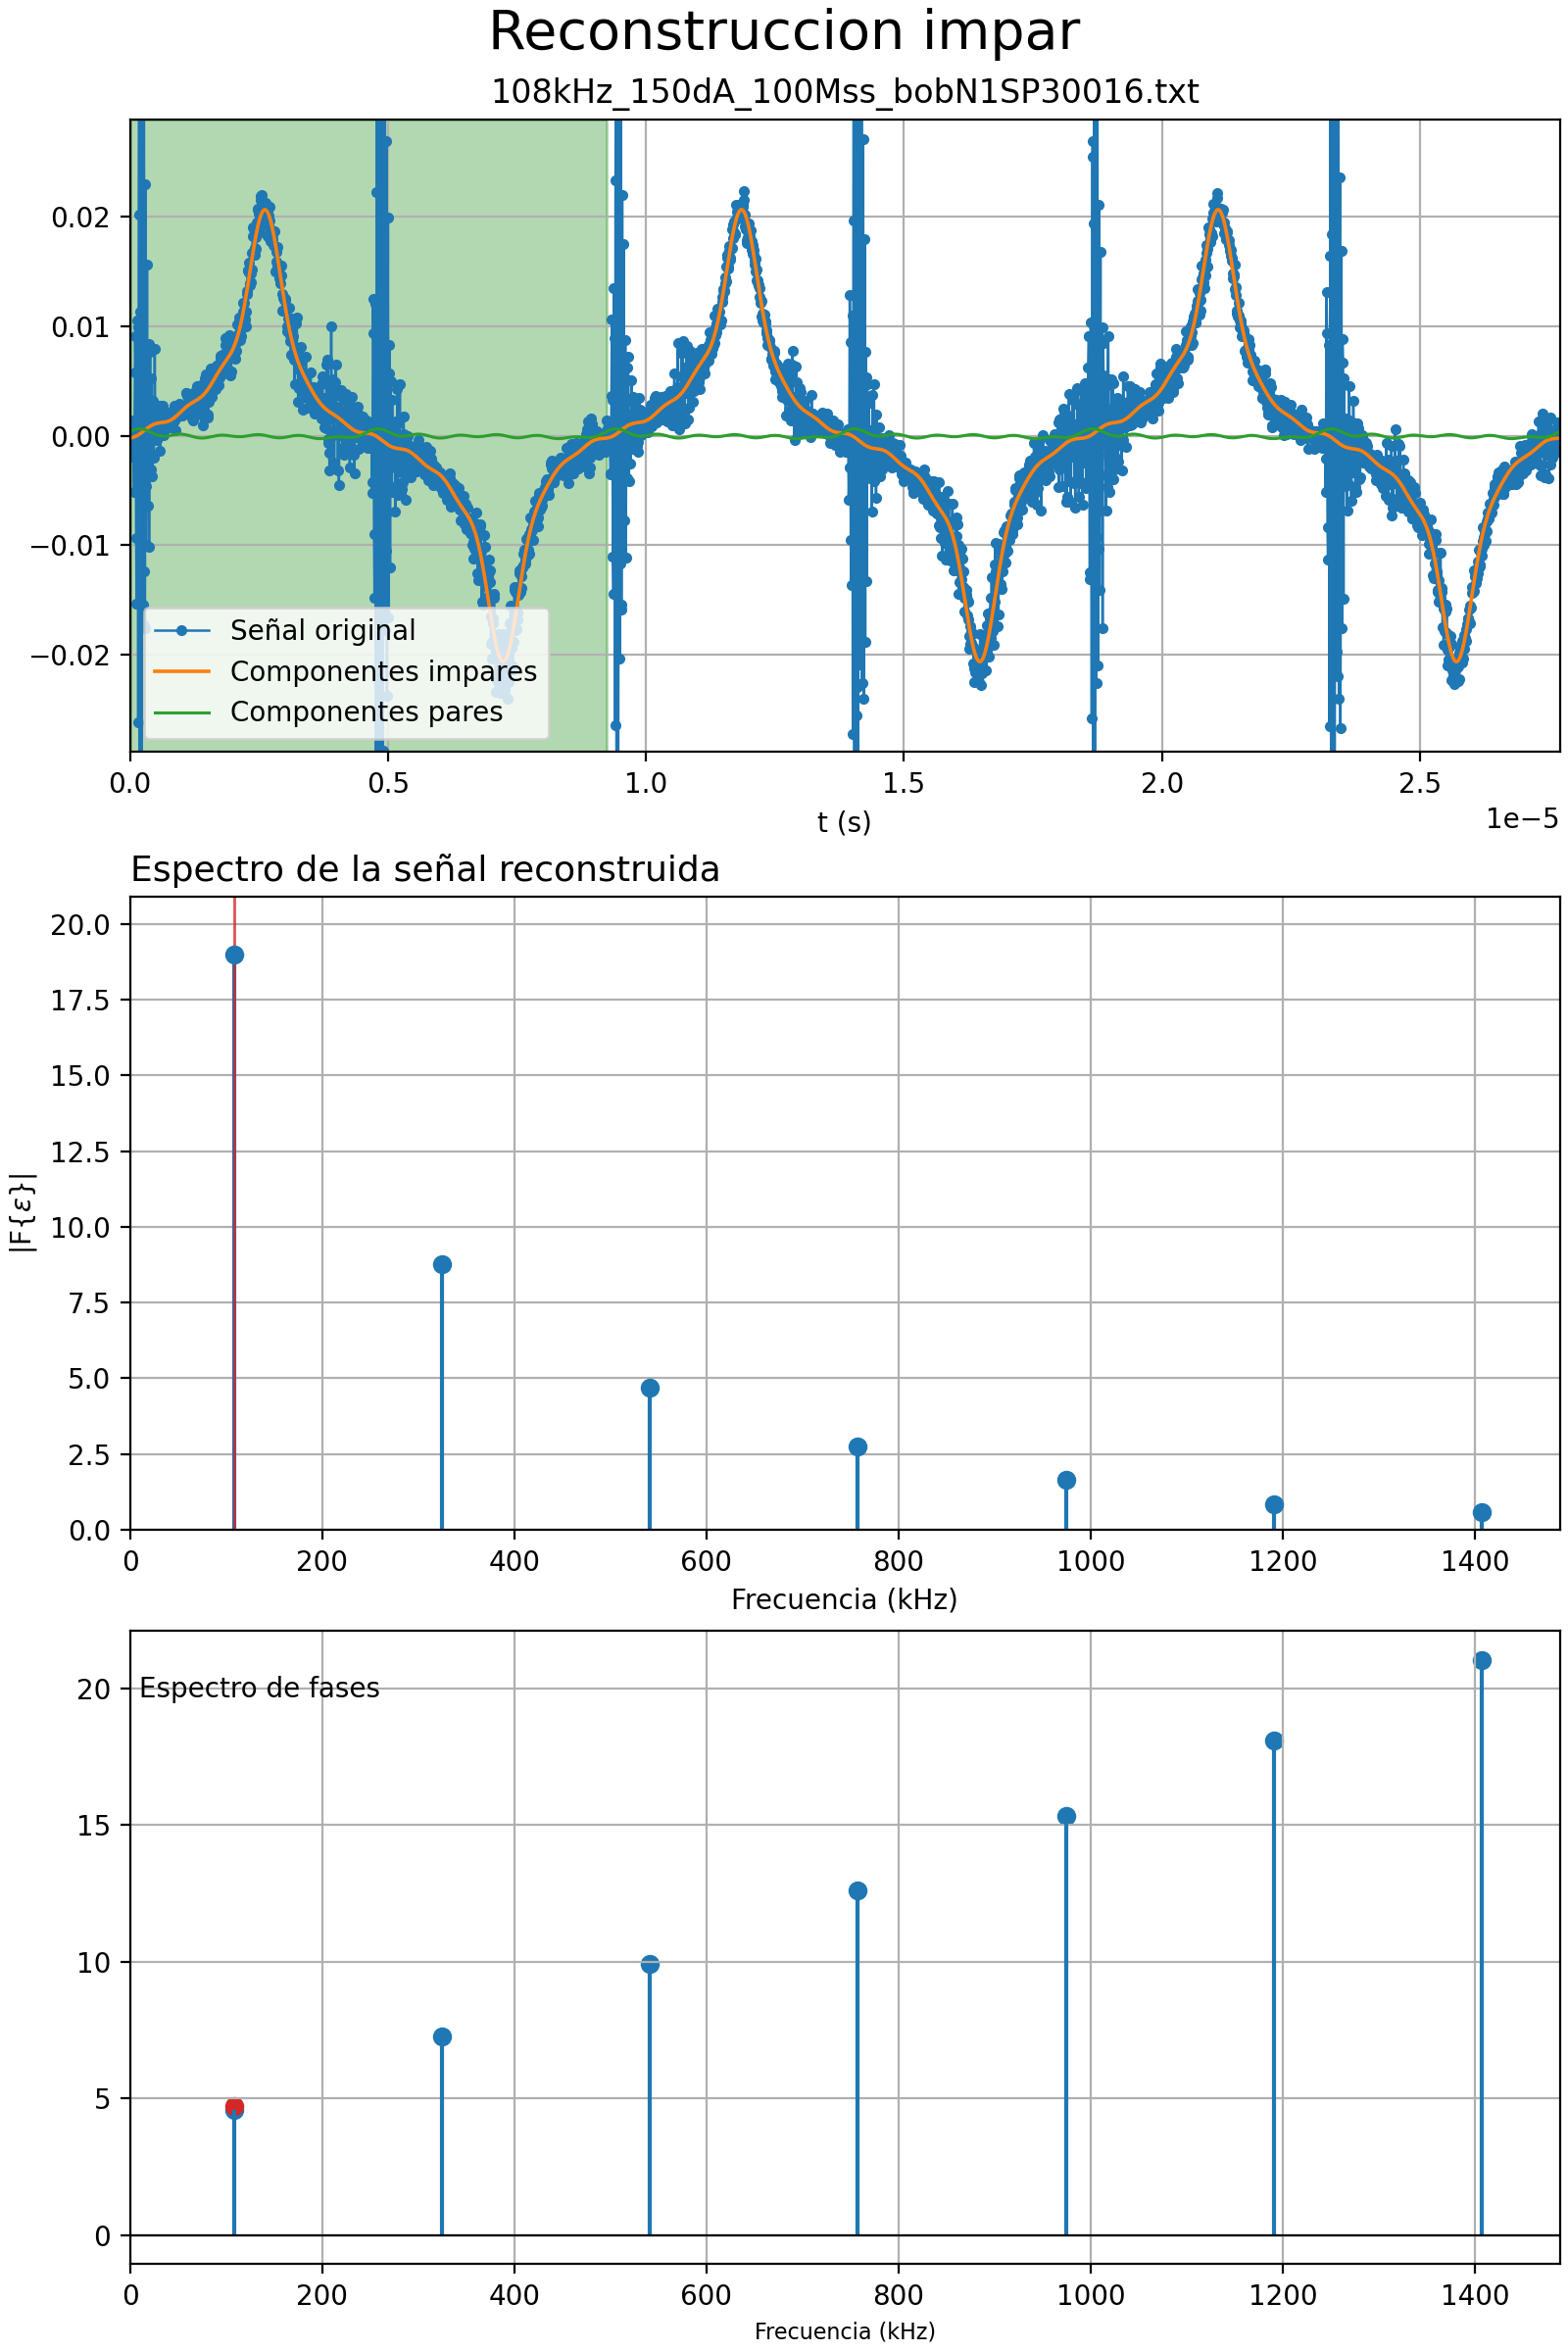 Reconstruccion impar
108kHz_150dA_100Mss_bobN1SP30016.txt
0.02
0.01
0.00
−0.01
−0.02
Señal original
Componentes impares
Componentes pares
0.0 0.5 1.0 1.5 2.0 2.5
t (s)
1e−5
Espectro de la señal reconstruida
20.0
17.5
15.0
12.5
10.0
7.5
5.0
2.5
0.0
|F{ε}|
0 200 400 600 800 1000 1200 1400
Frecuencia (kHz)
Espectro de fases
20
15
10
5
0
0 200 400 600 800 1000 1200 1400
Frecuencia (kHz)